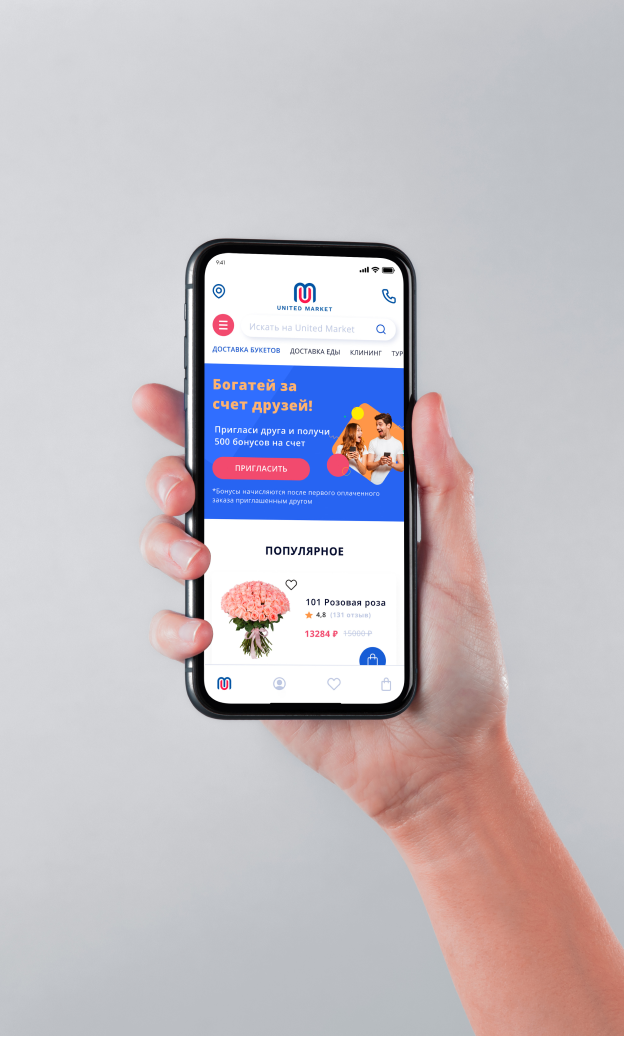 9:41
UNITED MARKET
Искать на United Market
ДОСТАВКА БУКЕТОВ ДОСТАВКА ЕДЫ КЛИНИНГ ТУР
Богатей за
счет друзей!
Пригласи друга и получи
500 бонусов на счет
ПРИГЛАСИТЬ
*Бонусы начисляются после первого оплаченного
заказа приглашенным другом
ПОПУЛЯРНОЕ
101 Розовая роза
4,8 (131 отзыв)
13284 ₽ 15000 ₽